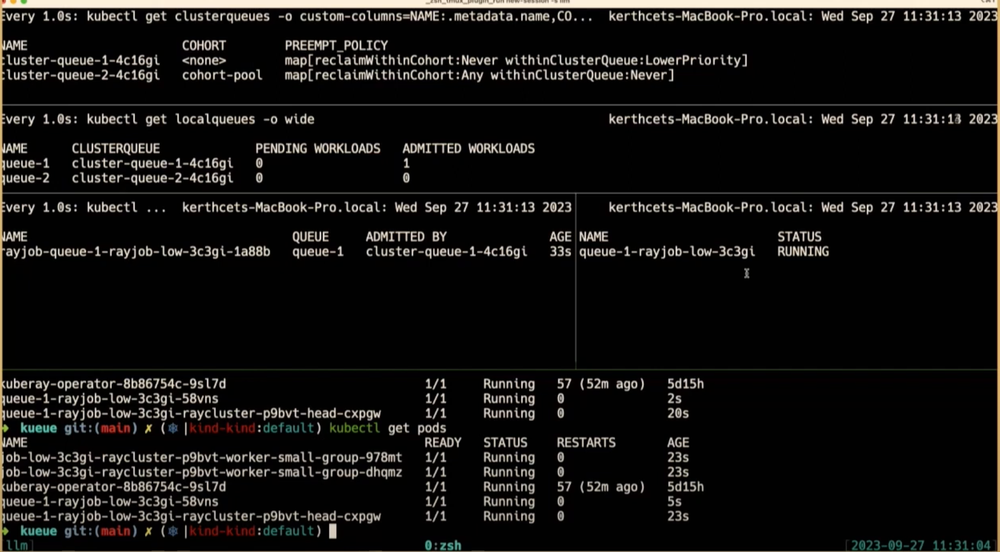 _zsh_tmux_plugin_run new-session -s llm
Every 1.0s: kubectl get clusterqueues -o custom-columns=NAME:.metadata.name,CO... kerthcets-MacBook-Pro.local: Wed Sep 27 11:31:13 2023
NAME COHORT PREEMPT_POLICY
cluster-queue-1-4c16gi <none> map[reclaimWithinCohort:Never withinClusterQueue:LowerPriority]
cluster-queue-2-4c16gi cohort-pool map[reclaimWithinCohort:Any withinClusterQueue:Never]
Every 1.0s: kubectl get localqueues -o wide kerthcets-MacBook-Pro.local: Wed Sep 27 2023
NAME CLUSTERQUEUE PENDING WORKLOADS ADMITTED WORKLOADS
queue-1 cluster-queue-1-4c16gi 0 1
queue-2 cluster-queue-2-4c16gi 0 0
Every 1.0s: kubectl ... kerthcets-MacBook-Pro.local: Wed Sep 27 11:31:13 2023
NAME QUEUE ADMITTED BY AGE
rayjob-queue-1-rayjob-low-3c3gi-1a88b queue-1 cluster-queue-1-4c16gi 33s
kerthcets-MacBook-Pro.local: Wed Sep 27 11:31:13 2023
NAME STATUS
queue-1-rayjob-low-3c3gi RUNNING
kuberay-operator-8b86754c-9sl7d 1/1 Running 57 (52m ago) 5d15h
queue-1-rayjob-low-3c3gi-58vns 1/1 Running 0 2s
queue-1-rayjob-low-3c3gi-raycluster-p9bvt-head-cxpgw 1/1 Running 0 20s
➜ kueue git:(main) ✗ (⎈ |kind-kind:default) kubectl get pods
NAME READY STATUS RESTARTS AGE
job-low-3c3gi-raycluster-p9bvt-worker-small-group-978mt 1/1 Running 0 23s
job-low-3c3gi-raycluster-p9bvt-worker-small-group-dhqmz 1/1 Running 0 23s
kuberay-operator-8b86754c-9sl7d 1/1 Running 57 (52m ago) 5d15h
queue-1-rayjob-low-3c3gi-58vns 1/1 Running 0 5s
queue-1-rayjob-low-3c3gi-raycluster-p9bvt-head-cxpgw 1/1 Running 0 23s
➜ kueue git:(main) ✗ (⎈ |kind-kind:default)
[llm] 0:zsh [2023-09-27 11:31:04]